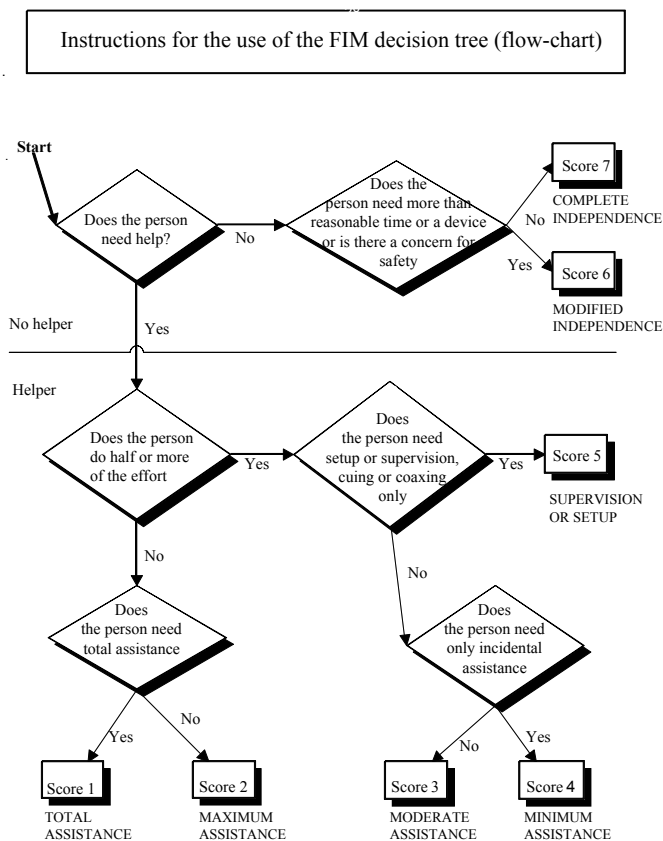 Instructions for the use of the FIM decision tree (flow-chart)
Start
Does the person
need help?
No
Does the
person need more than
reasonable time or a device
or is there a concern for
safety
No
Yes
Score 7
COMPLETE
INDEPENDENCE
Score 6
MODIFIED
INDEPENDENCE
Yes
No helper
Helper
Does the person
do half or more
of the effort
Yes
Does
the person need
setup or supervision,
cuing or coaxing
only
Yes
Score 5
SUPERVISION
OR SETUP
No
No
Does
the person need
total assistance
Does
the person need
only incidental
assistance
Yes
No
No
Yes
Score 1
TOTAL
ASSISTANCE
Score 2
MAXIMUM
ASSISTANCE
Score 3
MODERATE
ASSISTANCE
Score 4
MINIMUM
ASSISTANCE